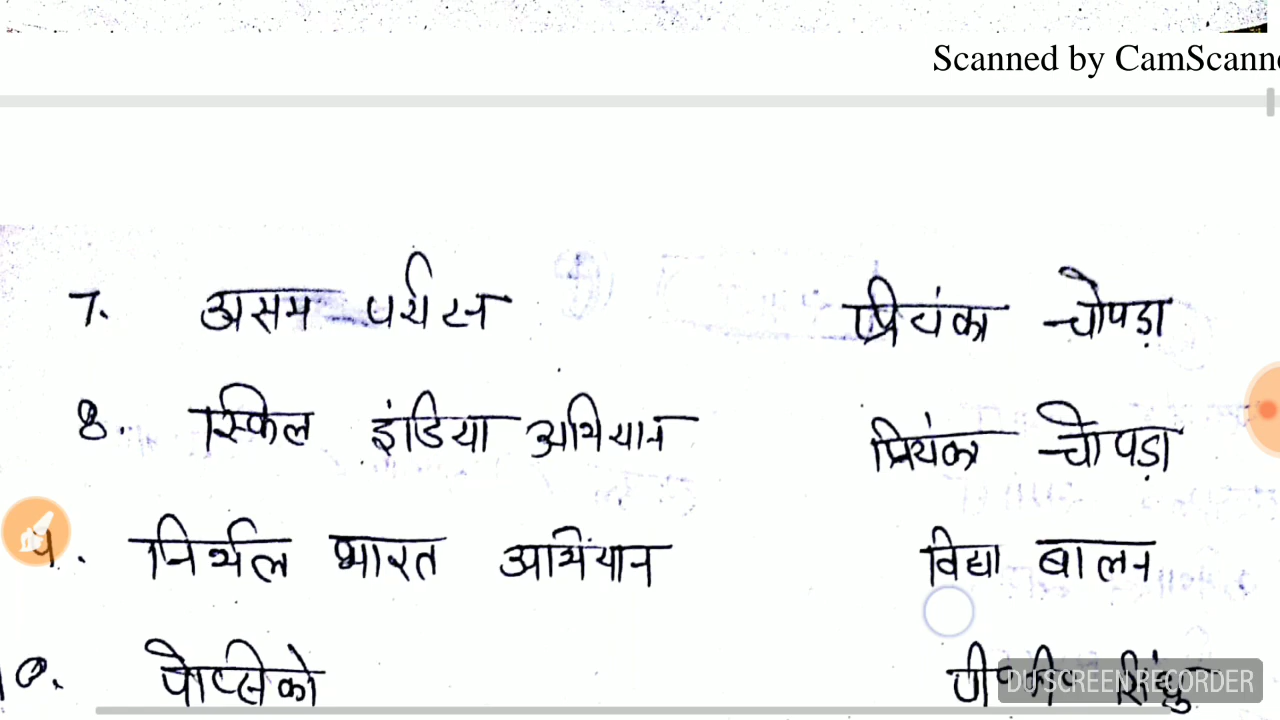 Scanned by CamScanne
7. असम पर्यटन प्रियंका चोपड़ा
8. स्किल इंडिया अभियान प्रियंका चोपड़ा
9. निर्मल भारत अभियान विद्या बालन
10. पेप्सिको सिंधु
DU SCREEN RECORDER